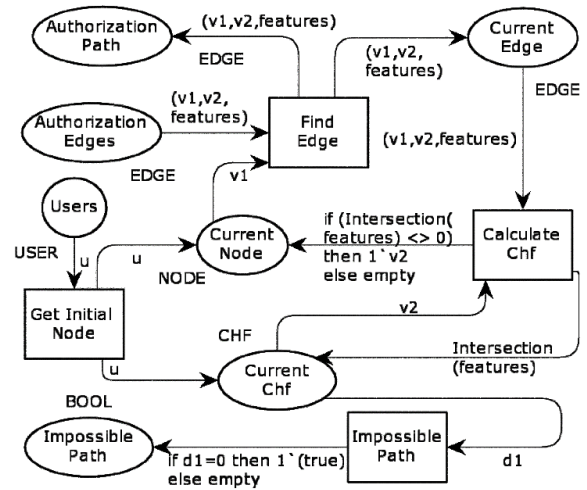 Authorization
Path
(v1,v2,features)
EDGE
(v1,v2,
features)
Current
Edge
EDGE
Authorization
Edges
(v1,v2,
features)
EDGE
Find
Edge
(v1,v2,features)
v1
Users
USER
u
u
Current
Node
NODE
if (Intersection(
features) <> 0)
then 1`v2
else empty
Calculate
Chf
Get Initial
Node
u
CHF
v2
Current
Chf
Intersection
(features)
BOOL
Impossible
Path
if d1=0 then 1`(true)
else empty
Impossible
Path
d1